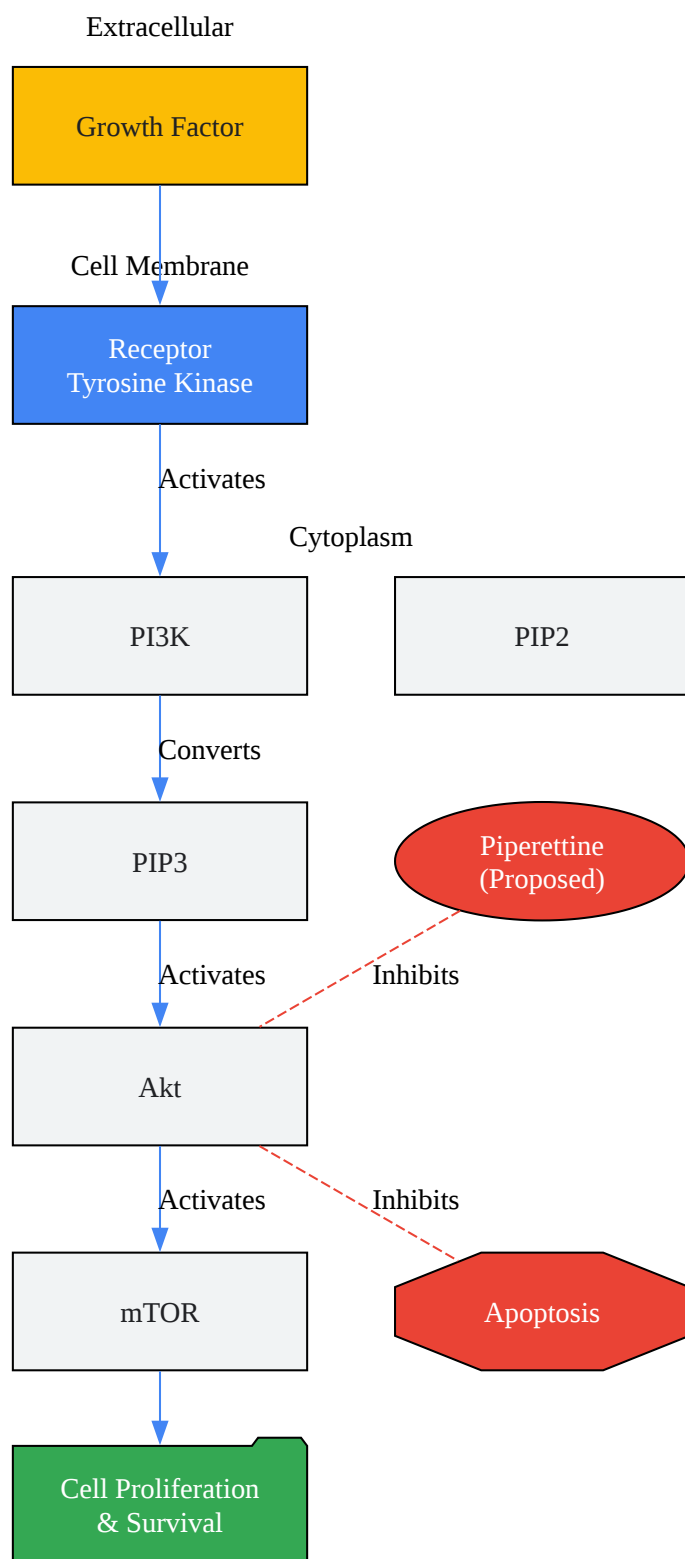 Extracellular
Growth Factor
Cell Membrane
Receptor
Tyrosine Kinase
Activates
Cytoplasm
PI3K
PIP2
Converts
PIP3
Piperettine
(Proposed)
Activates
Inhibits
Akt
Activates
Inhibits
mTOR
Apoptosis
Cell Proliferation
& Survival